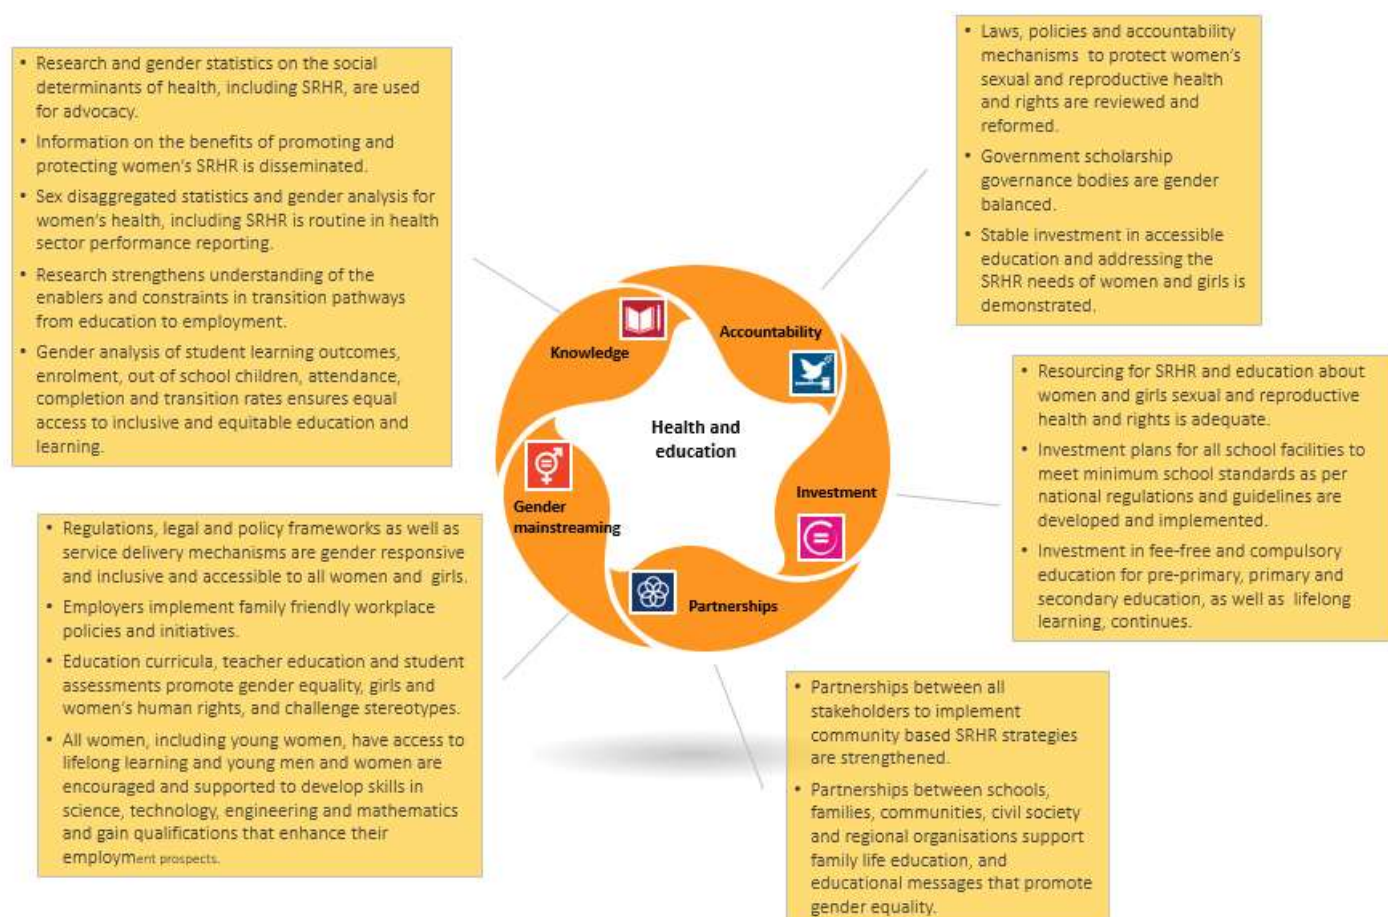 • Research and gender statistics on the social
determinants of health, including SRHR, are used
for advocacy.
• Information on the benefits of promoting and
protecting women's SRHR is disseminated.
• Sex disaggregated statistics and gender analysis for
women's health, including SRHR is routine in health
sector performance reporting.
• Research strengthens understanding of the
enablers and constraints in transition pathways
from education to employment.
• Gender analysis of student learning outcomes,
enrolment, out of school children, attendance,
completion and transition rates ensures equal
access to inclusive and equitable education and
learning.
• Laws, policies and accountability
mechanisms to protect women's
sexual and reproductive health
and rights are reviewed and
reformed.
• Government scholarship
governance bodies are gender
balanced.
• Stable investment in accessible
education and addressing the
SRHR needs of women and girls is
demonstrated.
Knowledge
Accountability
Health and
education
Gender
mainstreaming
Investment
Partnerships
• Resourcing for SRHR and education about
women and girls sexual and reproductive
health and rights is adequate.
• Investment plans for all school facilities to
meet minimum school standards as per
national regulations and guidelines are
developed and implemented.
• Investment in fee-free and compulsory
education for pre-primary, primary and
secondary education, as well as lifelong
learning, continues.
• Regulations, legal and policy frameworks as well as
service delivery mechanisms are gender responsive
and inclusive and accessible to all women and girls.
• Employers implement family friendly workplace
policies and initiatives.
• Education curricula, teacher education and student
assessments promote gender equality, girls and
women's human rights, and challenge stereotypes.
• All women, including young women, have access to
lifelong learning and young men and women are
encouraged and supported to develop skills in
science, technology, engineering and mathematics
and gain qualifications that enhance their
employment prospects.
• Partnerships between all
stakeholders to implement
community based SRHR strategies
are strengthened.
• Partnerships between schools,
families, communities, civil society
and regional organisations support
family life education, and
educational messages that promote
gender equality.